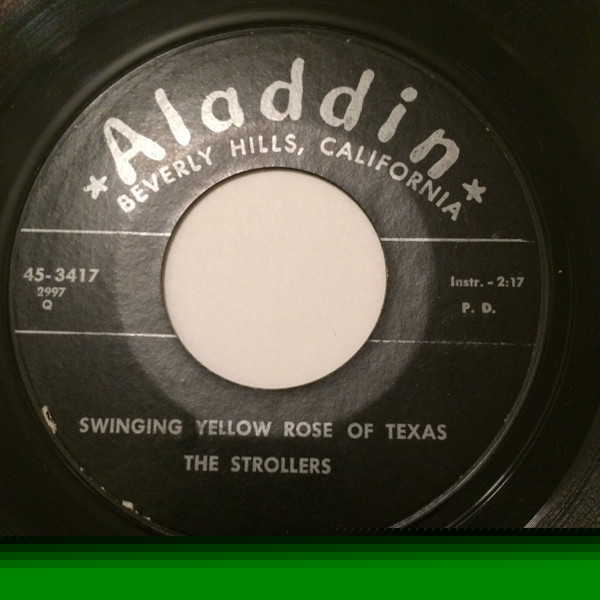 Aladdin
★ BEVERLY HILLS, CALIFORNIA ★
45-3417
2997
Q
Instr. - 2:17
P. D.
SWINGING YELLOW ROSE OF TEXAS
THE STROLLERS